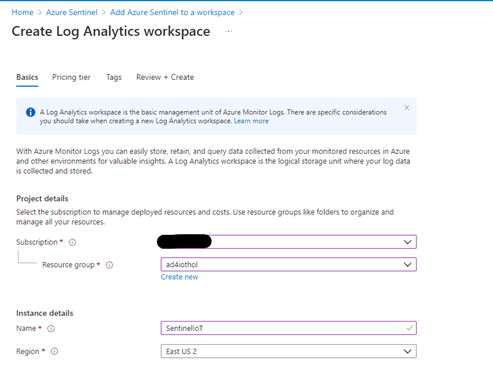 Home > Azure Sentinel > Add Azure Sentinel to a workspace >
Create Log Analytics workspace ...
Basics Pricing tier Tags Review + Create
A Log Analytics workspace is the basic management unit of Azure Monitor Logs. There are specific considerations
you should take when creating a new Log Analytics workspace. Learn more
With Azure Monitor Logs you can easily store, retain, and query data collected from your monitored resources in Azure
and other environments for valuable insights. A Log Analytics workspace is the logical storage unit where your log data
is collected and stored.
Project details
Select the subscription to manage deployed resources and costs. Use resource groups like folders to organize and
manage all your resources.
Subscription *
Resource group * ad4iothol
Create new
Instance details
Name * SentinelIoT
Region * East US 2